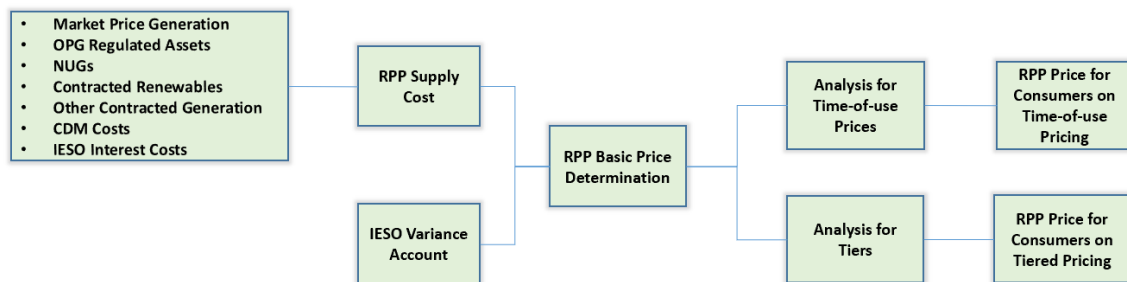 • Market Price Generation
• OPG Regulated Assets
• NUGs
• Contracted Renewables
• Other Contracted Generation
• CDM Costs
• IESO Interest Costs
RPP Supply
Cost
IESO Variance
Account
RPP Basic Price
Determination
Analysis for
Time-of-use
Prices
RPP Price for
Consumers on
Time-of-use
Pricing
Analysis for
Tiers
RPP Price for
Consumers on
Tiered Pricing